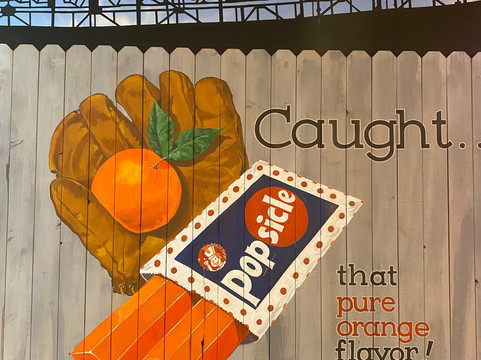 Caught..
Popsicle
that
pure
orange
flavor!